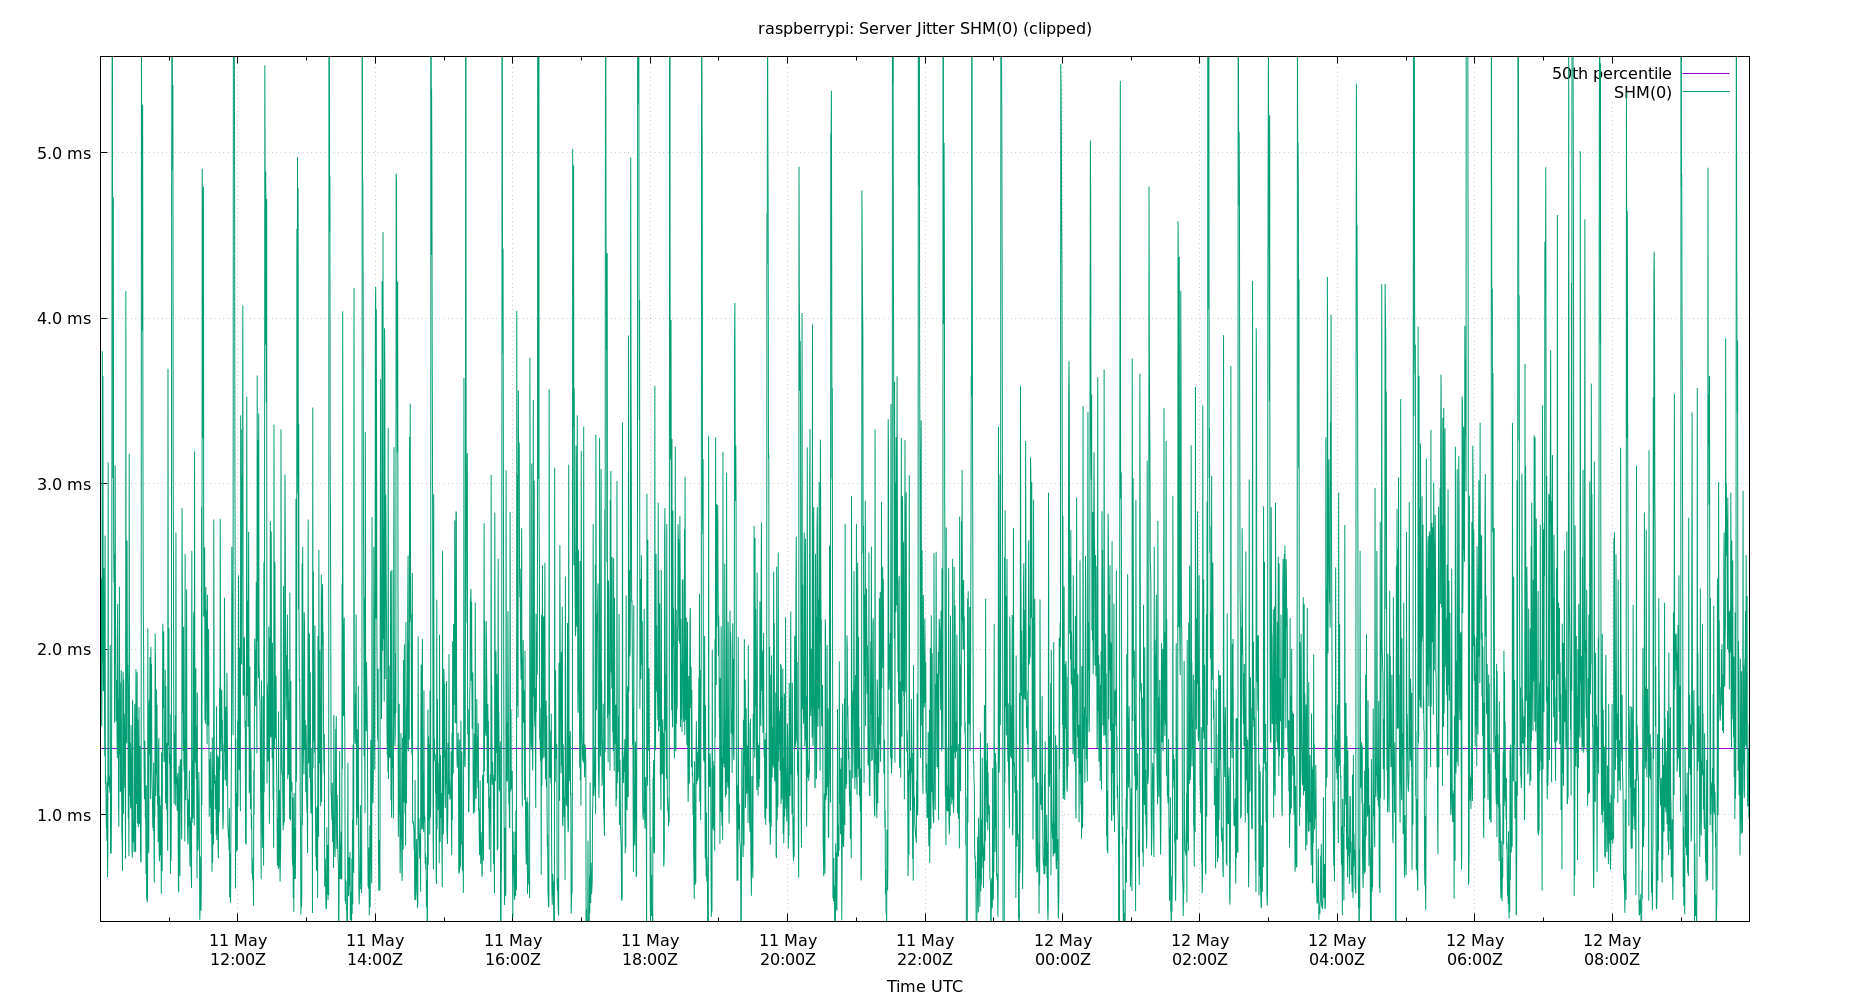 raspberrypi: Server Jitter SHM(0) (clipped)
50th percentile
SHM(0)
5.0 ms
4.0 ms
3.0 ms
2.0 ms
1.0 ms
11 May 11 May 11 May 11 May 11 May 11 May 12 May 12 May 12 May 12 May 12 May
12:00Z 14:00Z 16:00Z 18:00Z 20:00Z 22:00Z 00:00Z 02:00Z 04:00Z 06:00Z 08:00Z
Time UTC